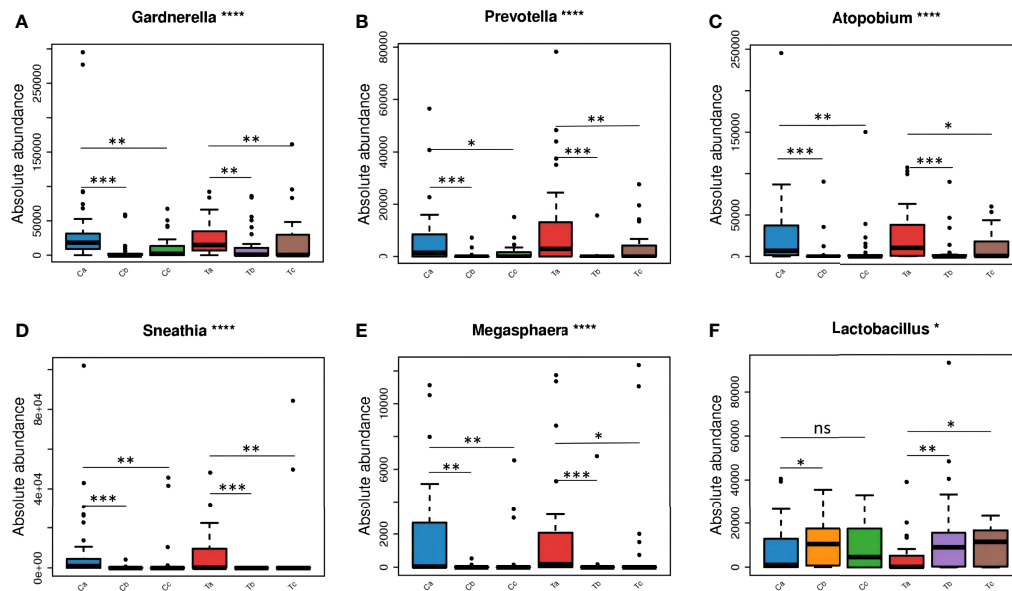 A
Gardnerella ****
Absolute abundance
250000
150000
50000
0
**
***
**
**
Ca
Cb
Cc
Ta
Tb
Tc
B
Prevotella ****
Absolute abundance
80000
60000
40000
20000
0
*
***
**
***
Ca
Cb
Cc
Ta
Tb
Tc
C
Atopobium ****
Absolute abundance
250000
150000
50000
0
**
***
*
***
Ca
Cb
Cc
Ta
Tb
Tc
D
Sneathia ****
Absolute abundance
8e+04
4e+04
0e+00
**
***
**
***
Ca
Cb
Cc
Ta
Tb
Tc
E
Megasphaera ****
Absolute abundance
12000
9000
6000
2000
0
**
**
*
***
Ca
Cb
Cc
Ta
Tb
Tc
F
Lactobacillus *
Absolute abundance
80000
60000
40000
20000
0
ns
*
*
**
Ca
Cb
Cc
Ta
Tb
Tc